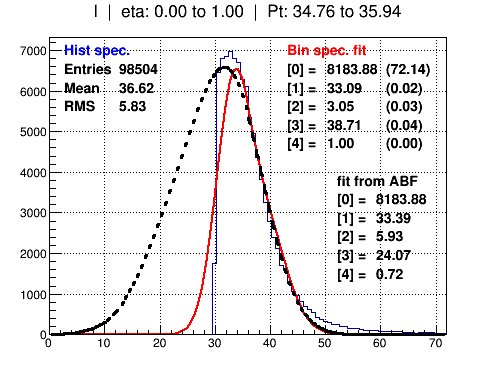 I | eta: 0.00 to 1.00 | Pt: 34.76 to 35.94
Hist spec.
Entries 98504
Mean 36.62
RMS 5.83
Bin spec. fit
[0] = 8183.88 (72.14)
[1] = 33.09 (0.02)
[2] = 3.05 (0.03)
[3] = 38.71 (0.04)
[4] = 1.00 (0.00)
fit from ABF
[0] = 8183.88
[1] = 33.39
[2] = 5.93
[3] = 24.07
[4] = 0.72
7000
6000
5000
4000
3000
2000
1000
0
0 10 20 30 40 50 60 70